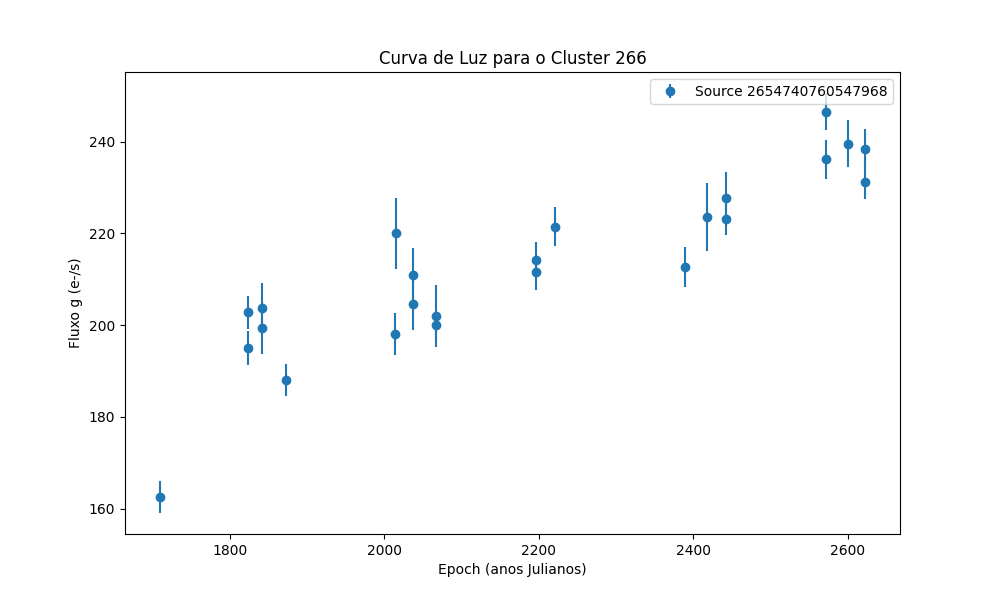 Curva de Luz para o Cluster 266
Source 2654740760547968
Fluxo g (e-/s)
240
220
200
180
160
1800 2000 2200 2400 2600
Epoch (anos Julianos)